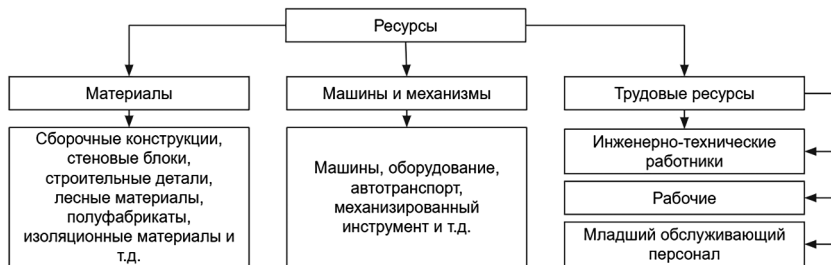 Ресурсы
Материалы
Машины и механизмы
Трудовые ресурсы
Сборочные конструкции,
стеновые блоки,
строительные детали,
лесные материалы,
полуфабрикаты,
изоляционные материалы и
т.д.
Машины, оборудование,
автотранспорт,
механизированный
инструмент и т.д.
Инженерно-технические
работники
Рабочие
Младший обслуживающий
персонал